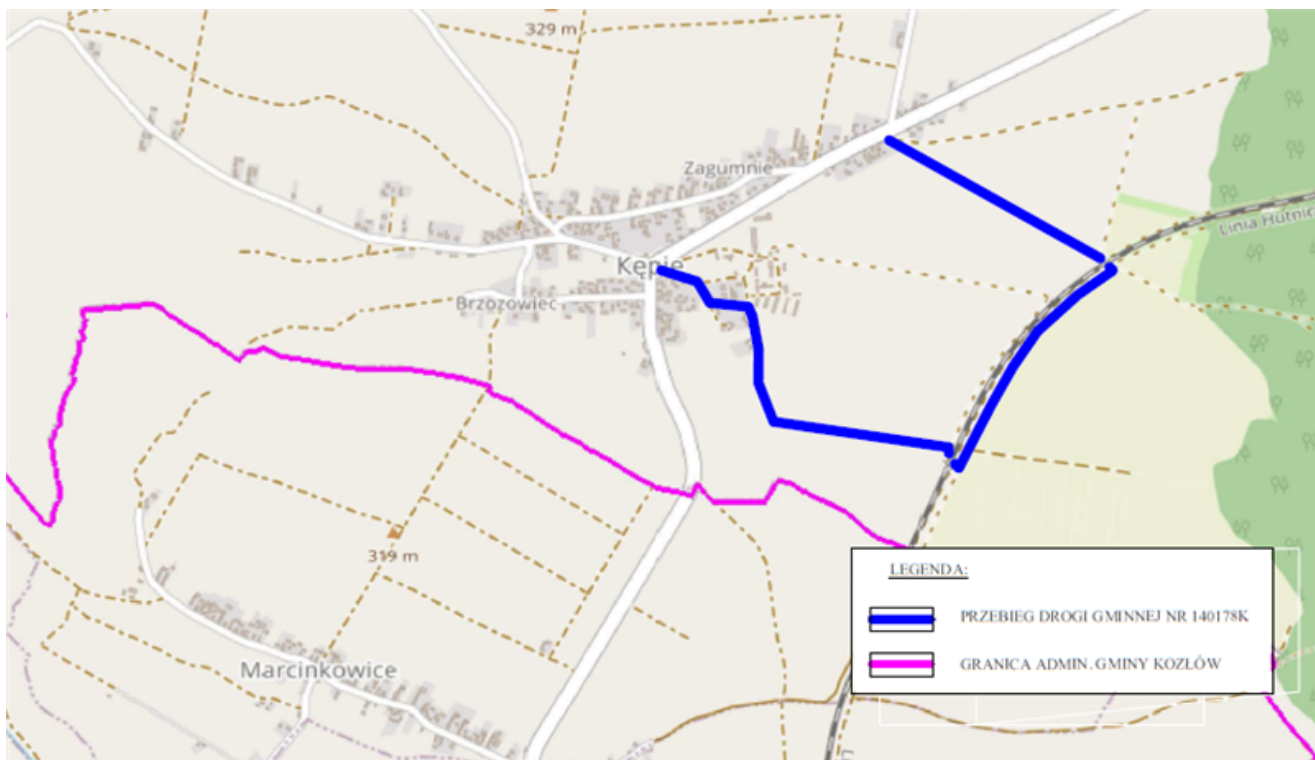 329 m
Zagumnie
Linia Hutnic
Kępie
Brzozowiec
319 m
Marcinkowice
LEGENDA:
PRZEBIEG DROGI GMINNEJ NR 140178K
GRANICA ADMIN. GMINY KOZŁÓW